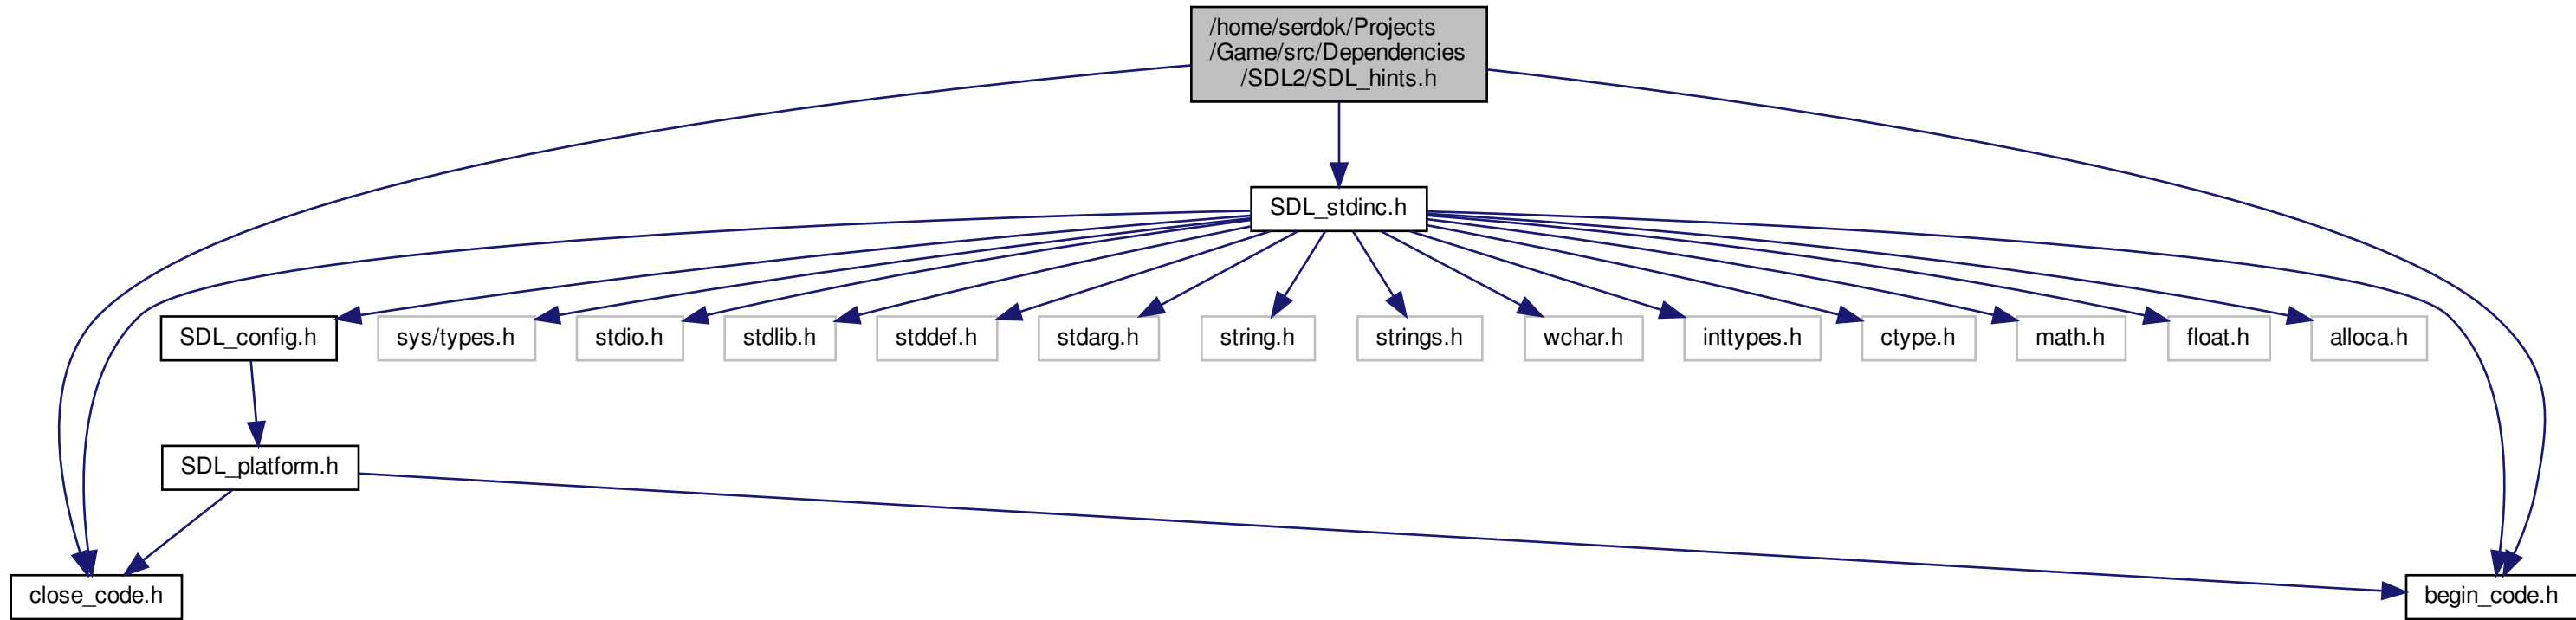 /home/serdok/Projects
/Game/src/Dependencies
/SDL2/SDL_hints.h
SDL_stdinc.h
SDL_config.h
sys/types.h
stdio.h
stdlib.h
stddef.h
stdarg.h
string.h
strings.h
wchar.h
inttypes.h
ctype.h
math.h
float.h
alloca.h
SDL_platform.h
close_code.h
begin_code.h